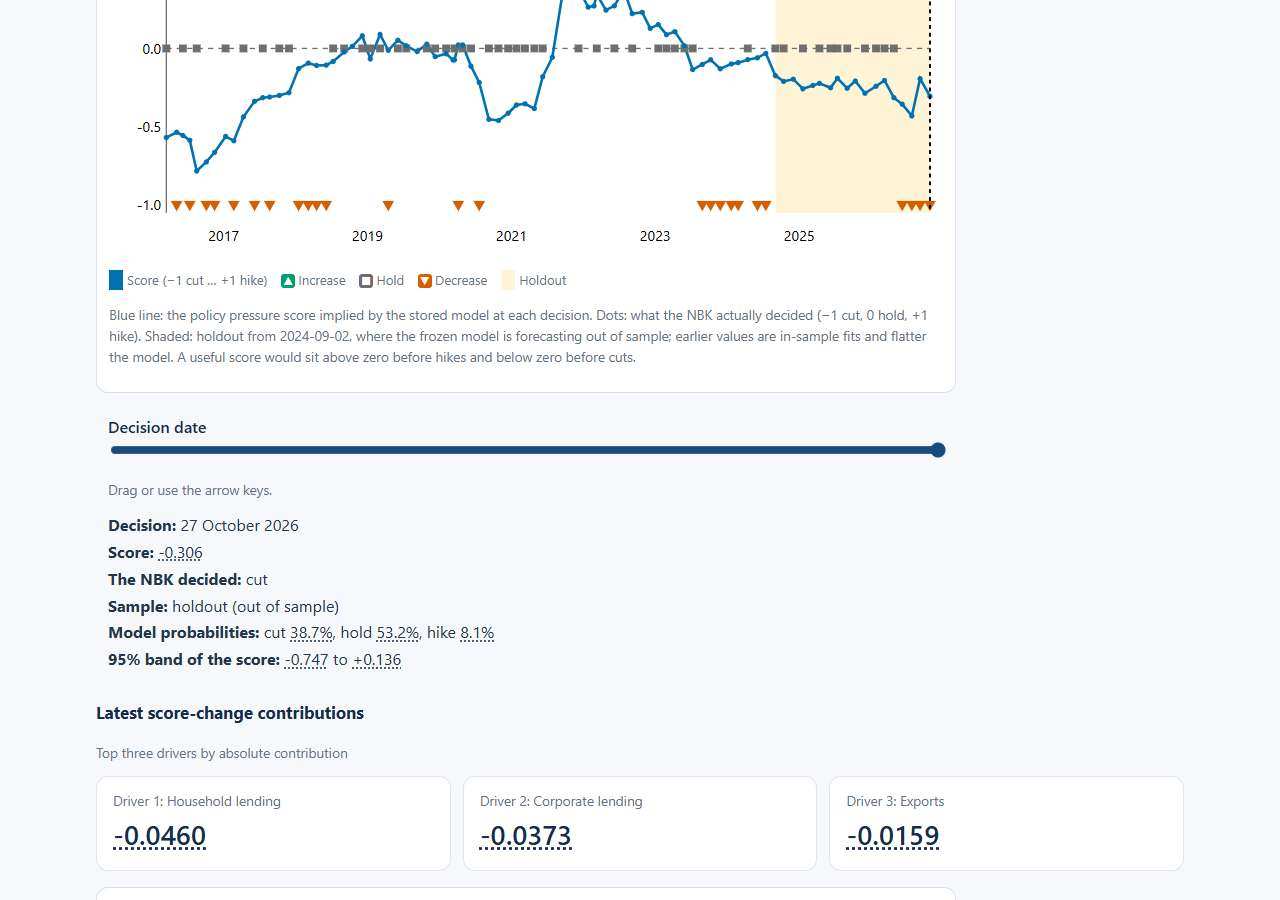 0.0
-0.5
-1.0
2017 2019 2021 2023 2025
Score (−1 cut ... +1 hike) Increase Hold Decrease Holdout
Blue line: the policy pressure score implied by the stored model at each decision. Dots: what the NBK actually decided (−1 cut, 0 hold, +1
hike). Shaded: holdout from 2024-09-02, where the frozen model is forecasting out of sample; earlier values are in-sample fits and flatter
the model. A useful score would sit above zero before hikes and below zero before cuts.
Decision date
Drag or use the arrow keys.
Decision: 27 October 2026
Score: -0.306
The NBK decided: cut
Sample: holdout (out of sample)
Model probabilities: cut 38.7%, hold 53.2%, hike 8.1%
95% band of the score: -0.747 to +0.136
Latest score-change contributions
Top three drivers by absolute contribution
Driver 1: Household lending
-0.0460
Driver 2: Corporate lending
-0.0373
Driver 3: Exports
-0.0159